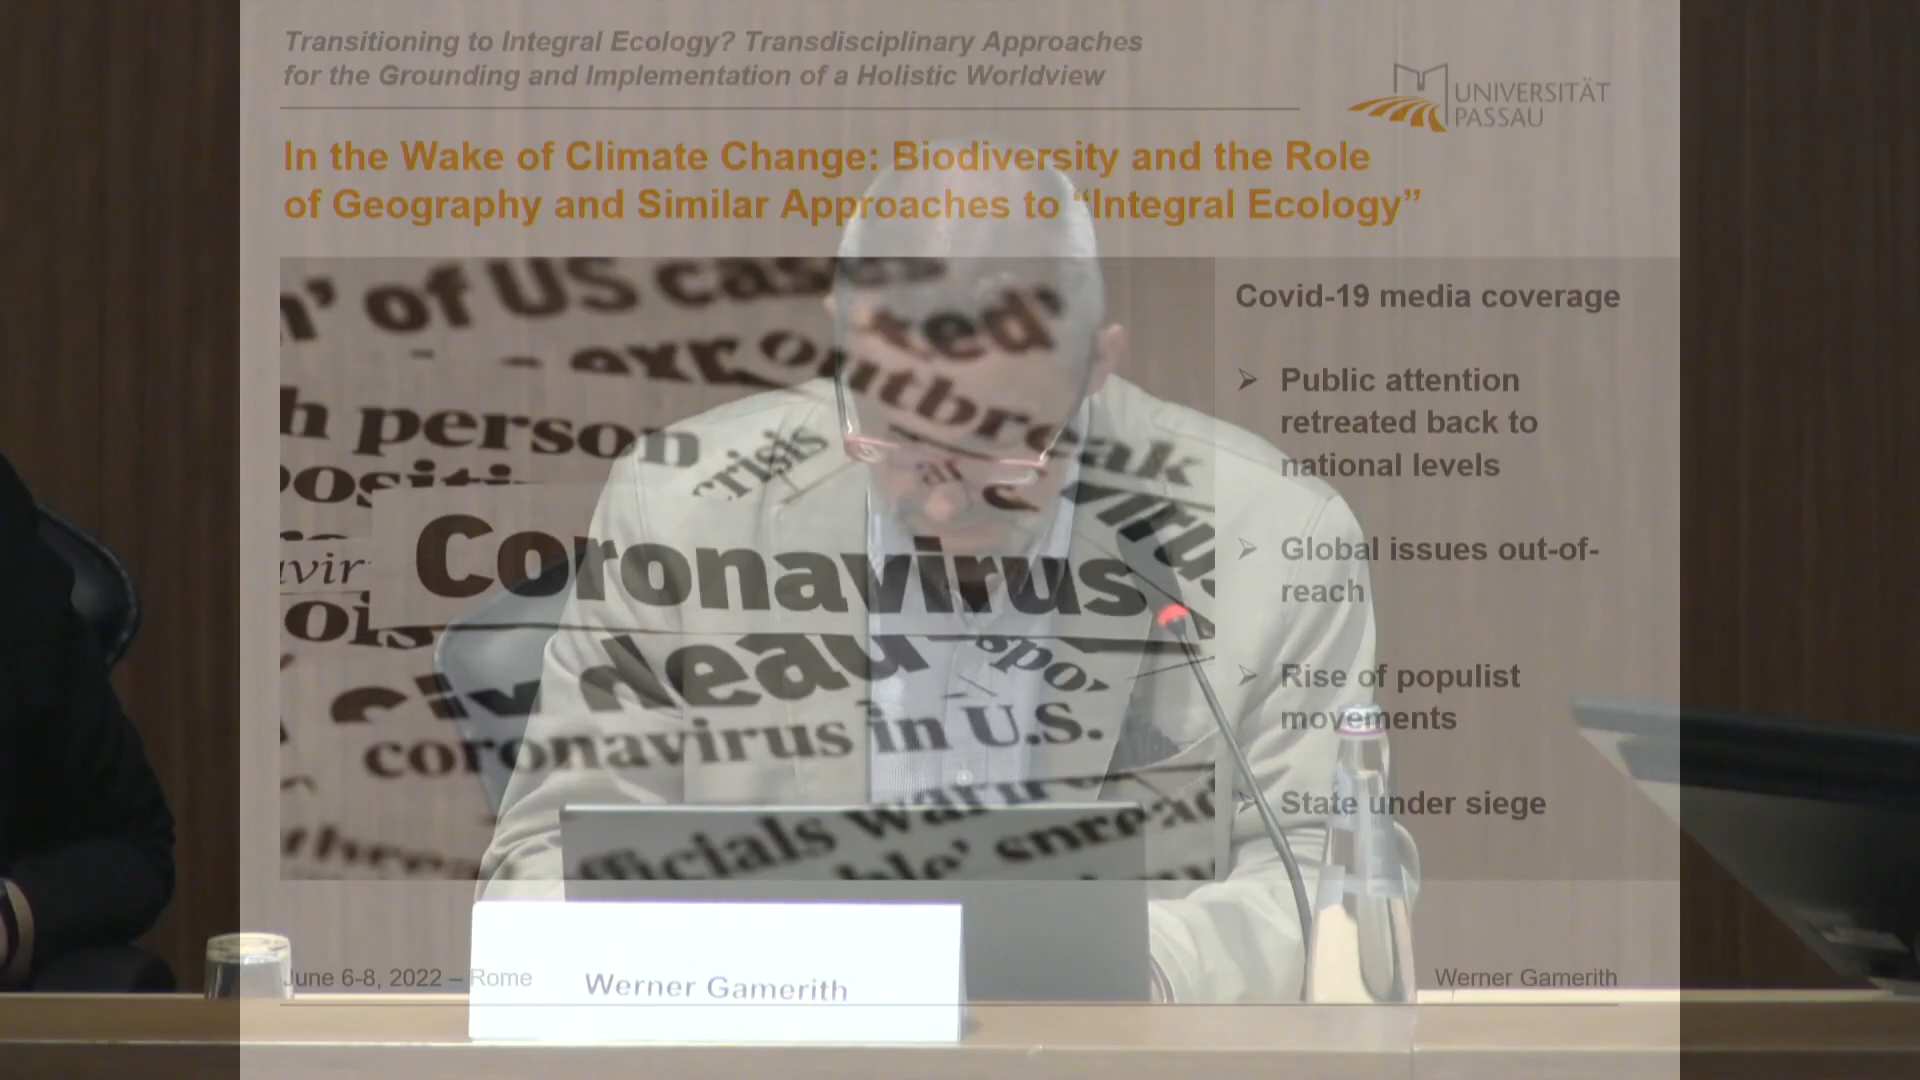 Transitioning to Integral Ecology? Transdisciplinary Approaches
for the Grounding and Implementation of a Holistic Worldview
UNIVERSITÄT
PASSAU
In the Wake of Climate Change: Biodiversity and the Role
of Geography and Similar Approaches to “Integral Ecology”
of US cases
outbreak
person
crisis
Coronavirus
coronavirus in U.S.
Covid-19 media coverage
➢ Public attention
retreated back to
national levels
➢ Global issues out-of-
reach
➢ Rise of populist
movements
➢ State under siege
June 6-8, 2022 – Rome
Werner Gamerith
Werner Gamerith